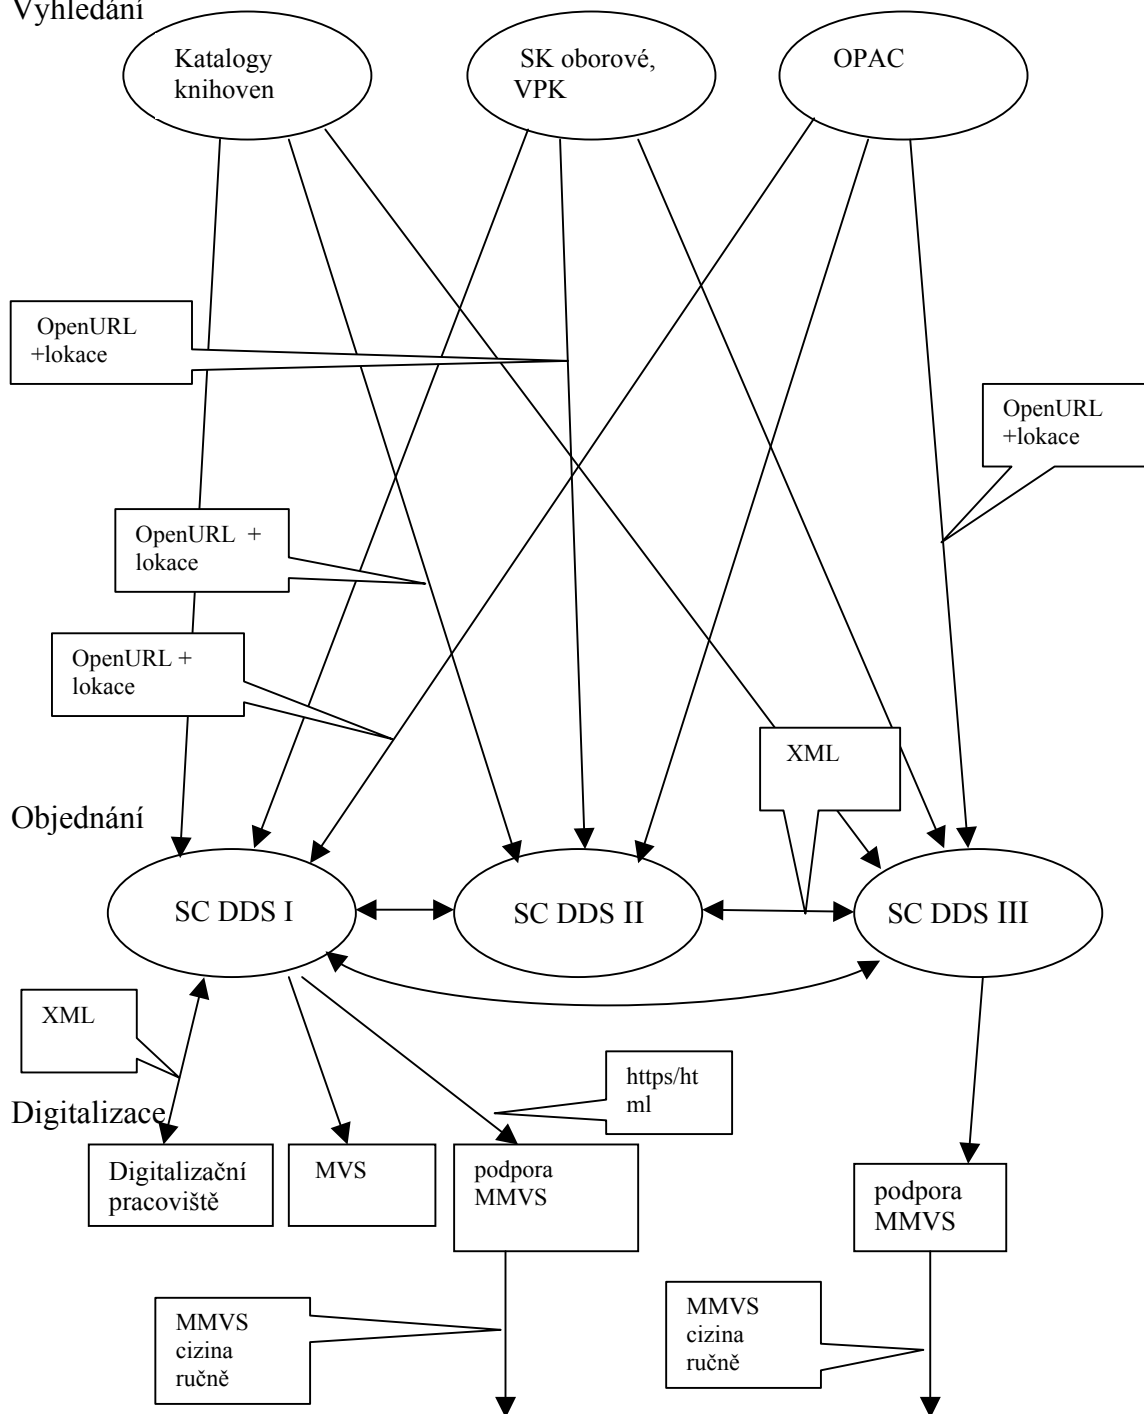 Vyhledání
Katalogy
knihoven
SK oborové,
VPK
OPAC
OpenURL
+lokace
OpenURL
+lokace
OpenURL +
lokace
OpenURL +
lokace
XML
Objednání
SC DDS I
SC DDS II
SC DDS III
XML
https/ht
ml
Digitalizace
Digitalizační
pracoviště
MVS
podpora
MMVS
podpora
MMVS
MMVS
cizina
ručně
MMVS
cizina
ručně